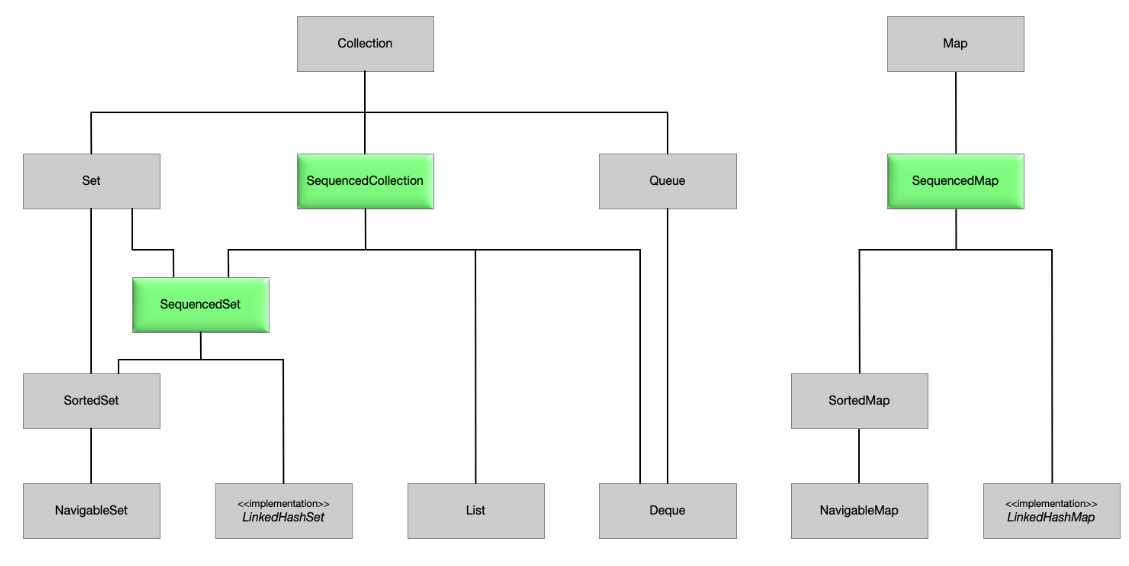 Collection
Map
Set
SequencedCollection
Queue
SequencedMap
SequencedSet
SortedSet
SortedMap
NavigableSet
<<implementation>>
LinkedHashSet
List
Deque
NavigableMap
<<implementation>>
LinkedHashMap